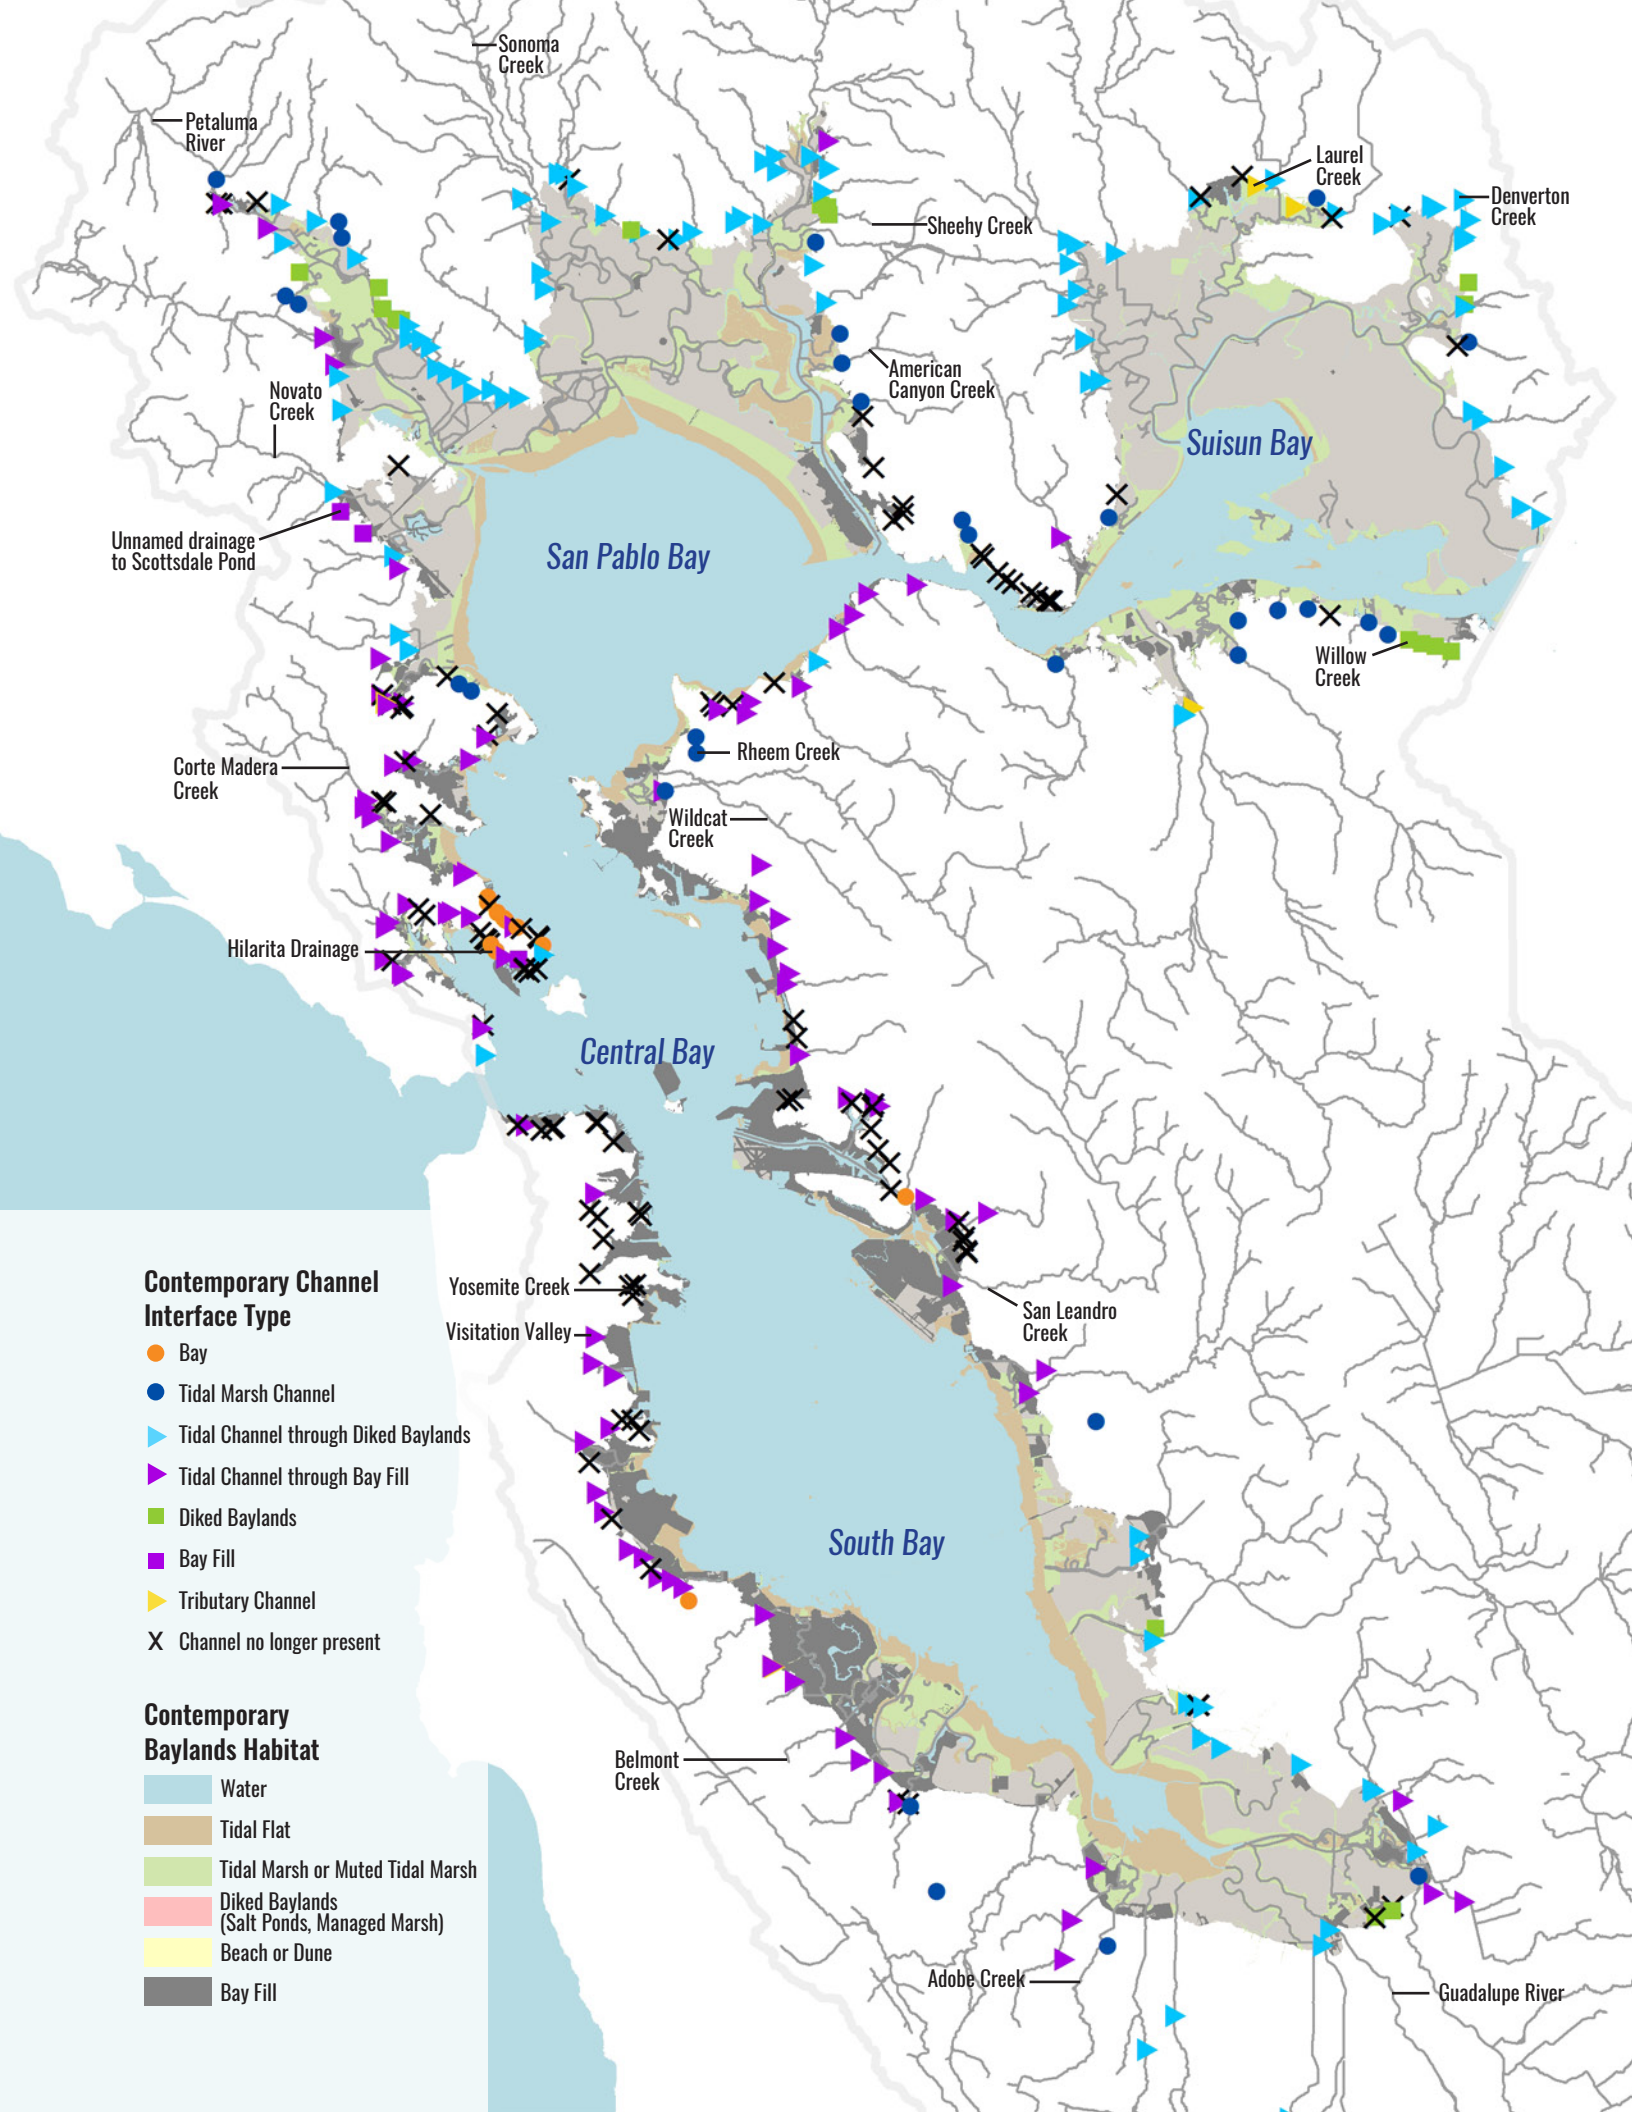 Sonoma
Creek
Petaluma
River
Laurel
Creek
Denverton
Creek
Sheehy Creek
American
Canyon Creek
Novato
Creek
Suisun Bay
Unnamed drainage
to Scottsdale Pond
San Pablo Bay
Willow
Creek
Rheem Creek
Corte Madera
Creek
Wildcat
Creek
Hilarita Drainage
Central Bay
Yosemite Creek
San Leandro
Creek
Visitation Valley
South Bay
Belmont
Creek
Adobe Creek
Guadalupe River
Contemporary Channel
Interface Type
Bay
Tidal Marsh Channel
Tidal Channel through Diked Baylands
Tidal Channel through Bay Fill
Diked Baylands
Bay Fill
Tributary Channel
X Channel no longer present
Contemporary
Baylands Habitat
Water
Tidal Flat
Tidal Marsh or Muted Tidal Marsh
Diked Baylands
(Salt Ponds, Managed Marsh)
Beach or Dune
Bay Fill